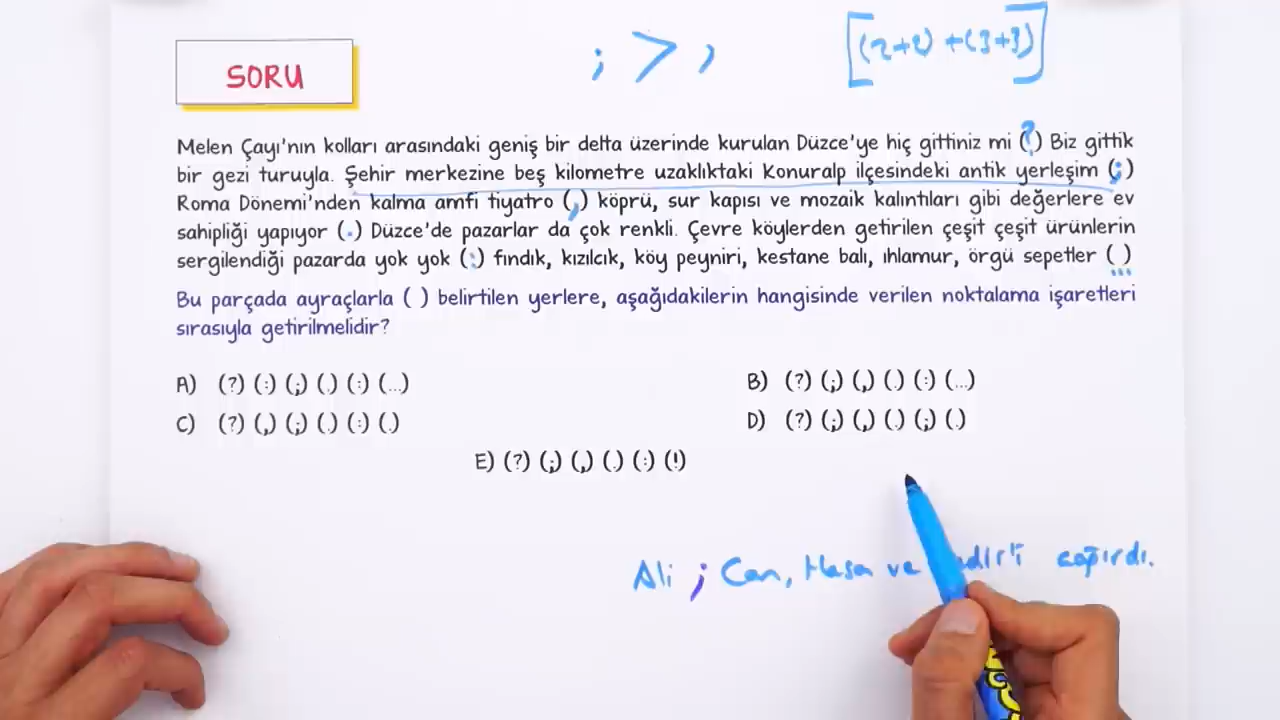 ; > , [(2+2) + (3+3)]
SORU
Melen Çayı'nın kolları arasındaki geniş bir delta üzerinde kurulan Düzce'ye hiç gittiniz mi (?) Biz gittik
bir gezi turuyla. Şehir merkezine beş kilometre uzaklıktaki Konuralp ilçesindeki antik yerleşim (;)
Roma Dönemi'nden kalma amfi tiyatro (,) köprü, sur kapısı ve mozaik kalıntıları gibi değerlere ev
sahipliği yapıyor (.) Düzce'de pazarlar da çok renkli. Çevre köylerden getirilen çeşit çeşit ürünlerin
sergilendiği pazarda yok yok (:) fındık, kızılcık, köy peyniri, kestane balı, ıhlamur, örgü sepetler ( )
...
Bu parçada ayraçlarla ( ) belirtilen yerlere, aşağıdakilerin hangisinde verilen noktalama işaretleri
sırasıyla getirilmelidir?
A) (?) (:) (;) (.) (:) (...)
B) (?) (;) (,) (.) (:) (...)
C) (?) (,) (;) (.) (:) (.)
D) (?) (;) (,) (.) (;) (.)
E) (?) (;) (,) (.) (:) (!)
Ali ; Can, Hasa ve çağırdı.